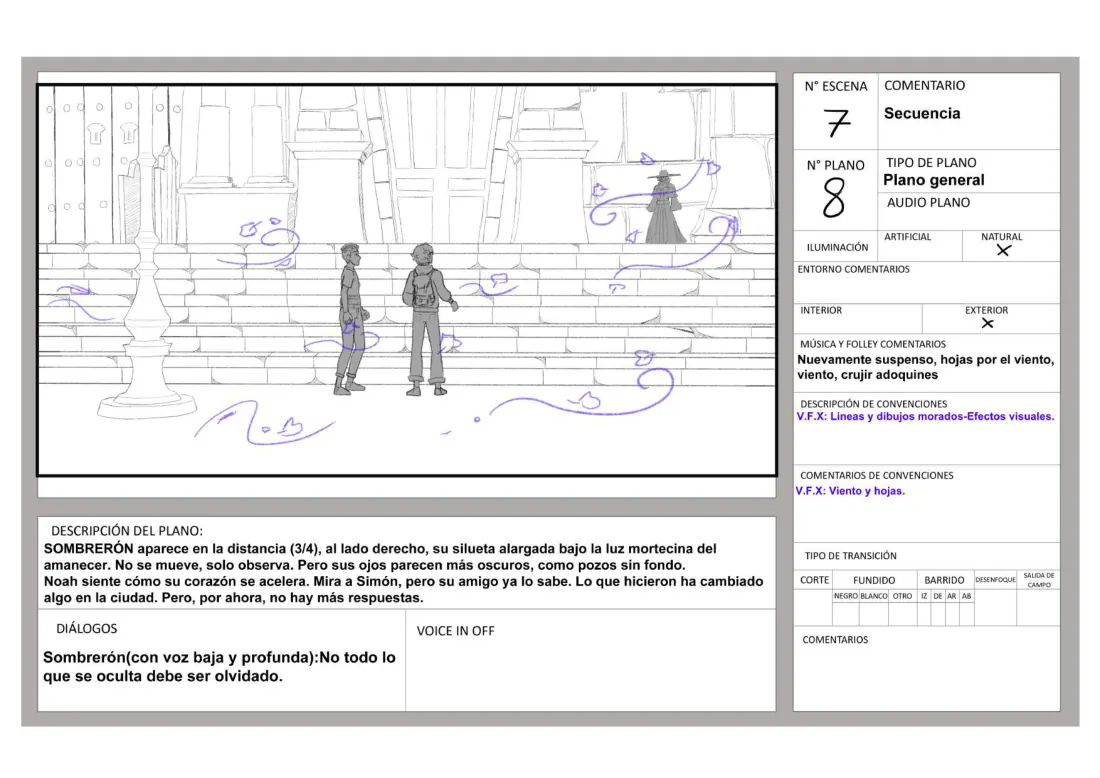 N° ESCENA
7
COMENTARIO
Secuencia
N° PLANO
8
TIPO DE PLANO
Plano general
AUDIO PLANO
ILUMINACIÓN
ARTIFICIAL
NATURAL
X
ENTORNO COMENTARIOS
INTERIOR
EXTERIOR
X
MÚSICA Y FOLLEY COMENTARIOS
Nuevamente suspenso, hojas por el viento,
viento, crujir adoquines
DESCRIPCIÓN DE CONVENCIONES
V.F.X: Lineas y dibujos morados-Efectos visuales.
COMENTARIOS DE CONVENCIONES
V.F.X: Viento y hojas.
TIPO DE TRANSICIÓN
CORTE
FUNDIDO
BARRIDO
DESENFOQUE
SALIDA DE
CAMPO
NEGRO BLANCO OTRO
IZ DE AR AB
COMENTARIOS
DESCRIPCIÓN DEL PLANO:
SOMBRERÓN aparece en la distancia (3/4), al lado derecho, su silueta alargada bajo la luz mortecina del
amanecer. No se mueve, solo observa. Pero sus ojos parecen más oscuros, como pozos sin fondo.
Noah siente cómo su corazón se acelera. Mira a Simón, pero su amigo ya lo sabe. Lo que hicieron ha cambiado
algo en la ciudad. Pero, por ahora, no hay más respuestas.
DIÁLOGOS
Sombrerón(con voz baja y profunda):No todo lo
que se oculta debe ser olvidado.
VOICE IN OFF